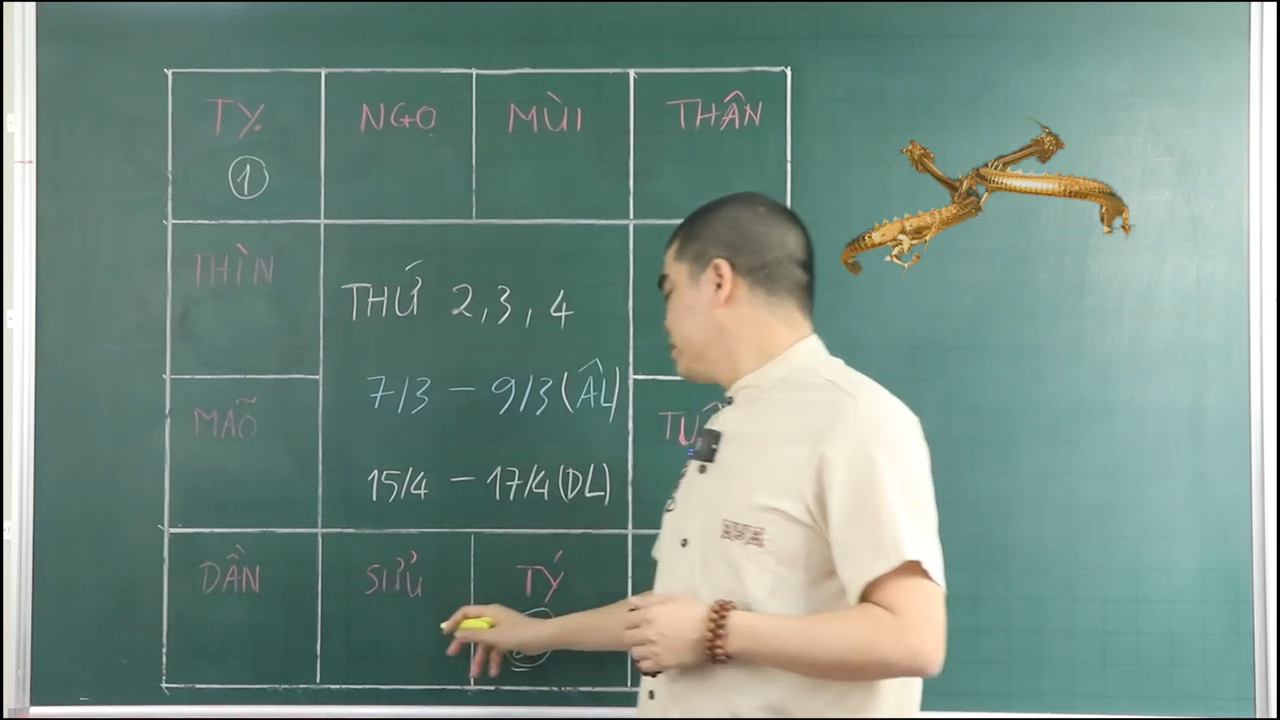 TỴ NGỌ MÙI THÂN
①
THÌN
THỨ 2,3,4
7/3 – 9/3 (ÂL)
MÃO
15/4 – 17/4 (DL)
DẦN SỬU TÝ